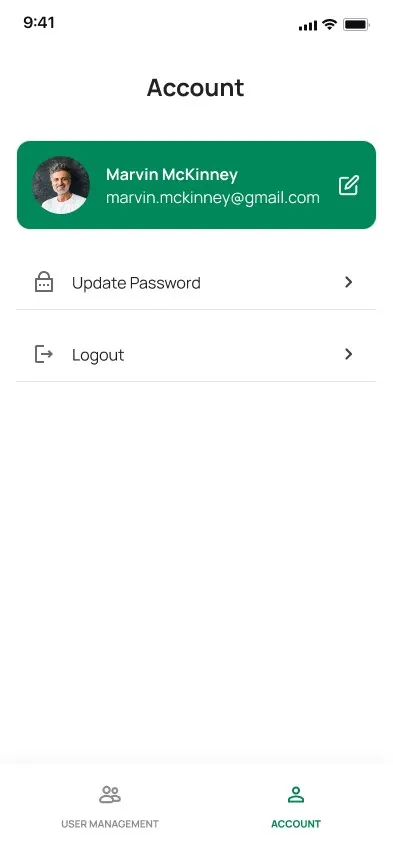 9:41
Account
Marvin McKinney
marvin.mckinney@gmail.com
Update Password
Logout
USER MANAGEMENT
ACCOUNT